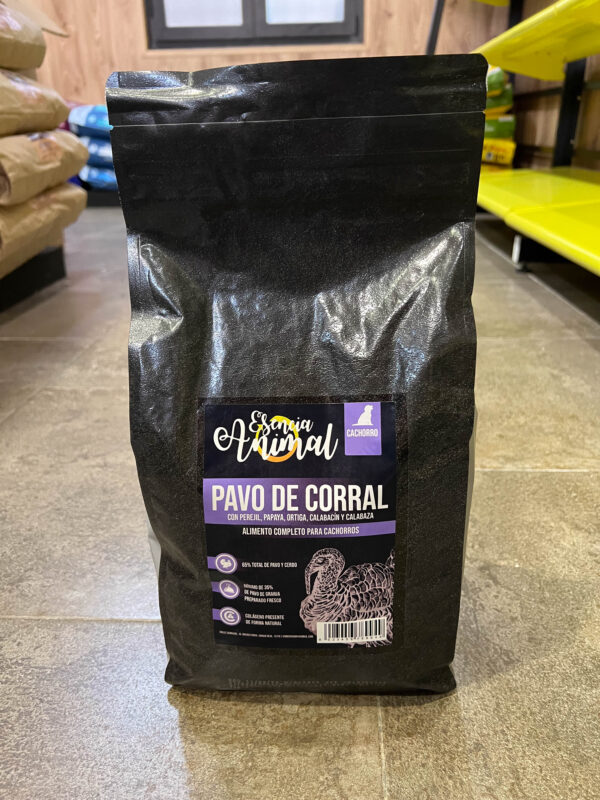 Esencia
Animal
CACHORRO
PAVO DE CORRAL
CON PEREJIL, PAPAYA, ORTIGA, CALABACÍN Y CALABAZA
ALIMENTO COMPLETO PARA CACHORROS
65% TOTAL DE PAVO Y CERDO
MÍNIMO DE 35%
DE PAVO DE GRANJA
PREPARADO FRESCO
COLÁGENO PRESENTE
DE FORMA NATURAL